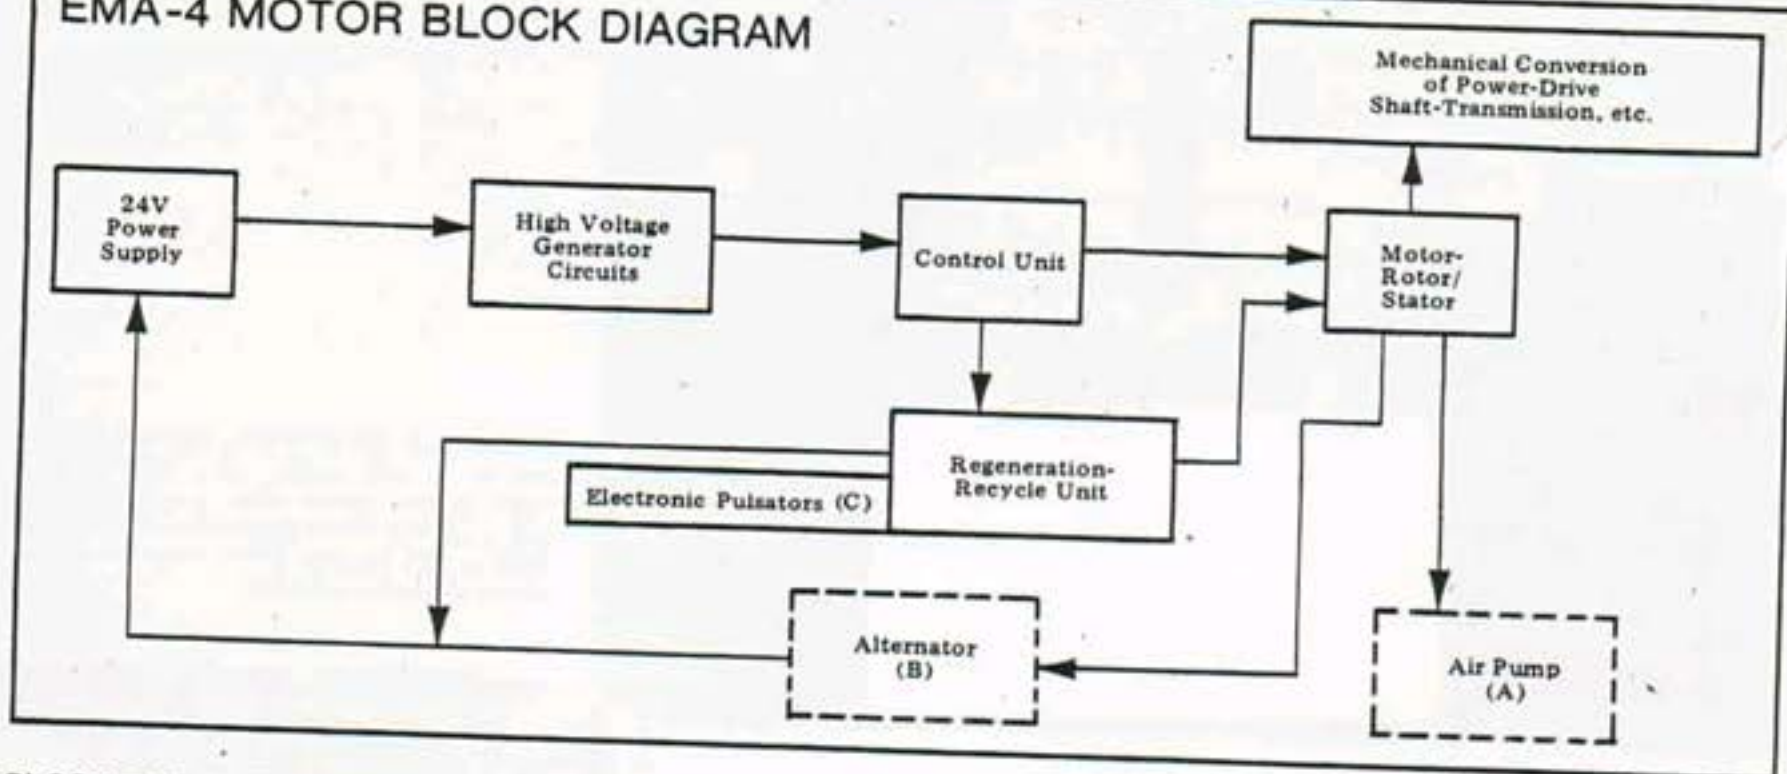 EMA-4 MOTOR BLOCK DIAGRAM
Mechanical Conversion
of Power-Drive
Shaft-Transmission, etc.
24V
Power
Supply
High Voltage
Generator
Circuits
Control Unit
Motor-
Rotor/
Stator
Regeneration-
Recycle Unit
Electronic Pulsators (C)
Alternator
(B)
Air Pump
(A)